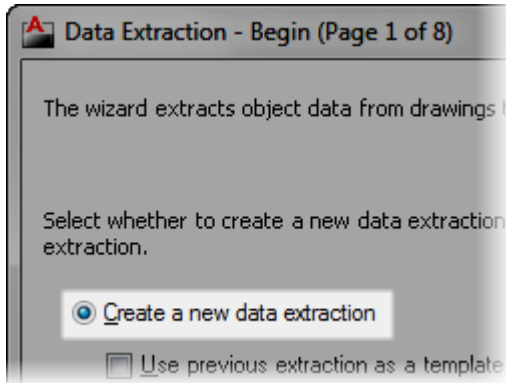 Data Extraction - Begin (Page 1 of 8)
The wizard extracts object data from drawings
Select whether to create a new data extraction
extraction.
Create a new data extraction
Use previous extraction as a template